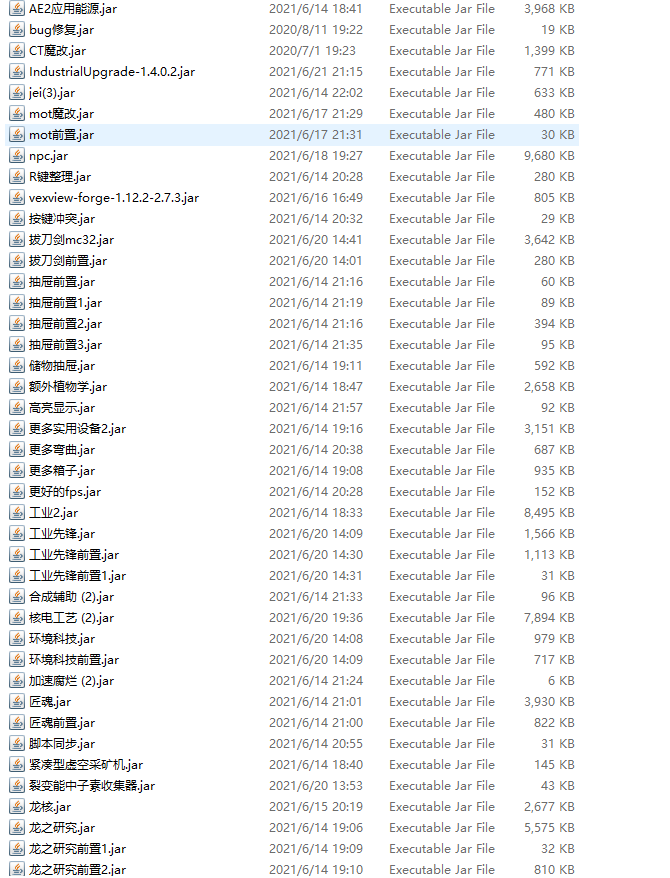 AE2应用能源.jar 2021/6/14 18:41 Executable Jar File 3,968 KB
bug修复.jar 2020/8/11 19:22 Executable Jar File 19 KB
CT魔改.jar 2020/7/1 19:23 Executable Jar File 1,399 KB
IndustrialUpgrade-1.4.0.2.jar 2021/6/21 21:15 Executable Jar File 771 KB
jei(3).jar 2021/6/14 22:02 Executable Jar File 633 KB
mot魔改.jar 2021/6/17 21:29 Executable Jar File 480 KB
mot前置.jar 2021/6/17 21:31 Executable Jar File 30 KB
npc.jar 2021/6/18 19:27 Executable Jar File 9,680 KB
R键整理.jar 2021/6/14 20:28 Executable Jar File 280 KB
vexview-forge-1.12.2-2.7.3.jar 2021/6/16 16:49 Executable Jar File 805 KB
按键冲突.jar 2021/6/14 20:32 Executable Jar File 29 KB
拔刀剑mc32.jar 2021/6/20 14:41 Executable Jar File 3,642 KB
拔刀剑前置.jar 2021/6/20 14:01 Executable Jar File 280 KB
抽屉前置.jar 2021/6/14 21:16 Executable Jar File 60 KB
抽屉前置1.jar 2021/6/14 21:19 Executable Jar File 89 KB
抽屉前置2.jar 2021/6/14 21:16 Executable Jar File 394 KB
抽屉前置3.jar 2021/6/14 21:35 Executable Jar File 95 KB
储物抽屉.jar 2021/6/14 19:11 Executable Jar File 592 KB
额外植物学.jar 2021/6/14 18:47 Executable Jar File 2,658 KB
高亮显示.jar 2021/6/14 21:57 Executable Jar File 92 KB
更多实用设备2.jar 2021/6/14 19:16 Executable Jar File 3,151 KB
更多弯曲.jar 2021/6/14 20:38 Executable Jar File 687 KB
更多箱子.jar 2021/6/14 19:08 Executable Jar File 935 KB
更好的fps.jar 2021/6/14 20:28 Executable Jar File 152 KB
工业2.jar 2021/6/14 18:33 Executable Jar File 8,495 KB
工业先锋.jar 2021/6/20 14:09 Executable Jar File 1,566 KB
工业先锋前置.jar 2021/6/20 14:30 Executable Jar File 1,113 KB
工业先锋前置1.jar 2021/6/20 14:31 Executable Jar File 31 KB
合成辅助 (2).jar 2021/6/14 21:33 Executable Jar File 96 KB
核电工艺 (2).jar 2021/6/20 19:36 Executable Jar File 7,894 KB
环境科技.jar 2021/6/20 14:08 Executable Jar File 979 KB
环境科技前置.jar 2021/6/20 14:09 Executable Jar File 717 KB
加速腐烂 (2).jar 2021/6/14 21:24 Executable Jar File 6 KB
匠魂.jar 2021/6/14 21:01 Executable Jar File 3,930 KB
匠魂前置.jar 2021/6/14 21:00 Executable Jar File 822 KB
脚本同步.jar 2021/6/14 20:55 Executable Jar File 31 KB
紧凑型虚空采矿机.jar 2021/6/14 18:40 Executable Jar File 145 KB
裂变能中子素收集器.jar 2021/6/20 13:53 Executable Jar File 43 KB
龙核.jar 2021/6/15 20:19 Executable Jar File 2,677 KB
龙之研究.jar 2021/6/14 19:06 Executable Jar File 5,575 KB
龙之研究前置1.jar 2021/6/14 19:09 Executable Jar File 32 KB
龙之研究前置2.jar 2021/6/14 19:10 Executable Jar File 810 KB